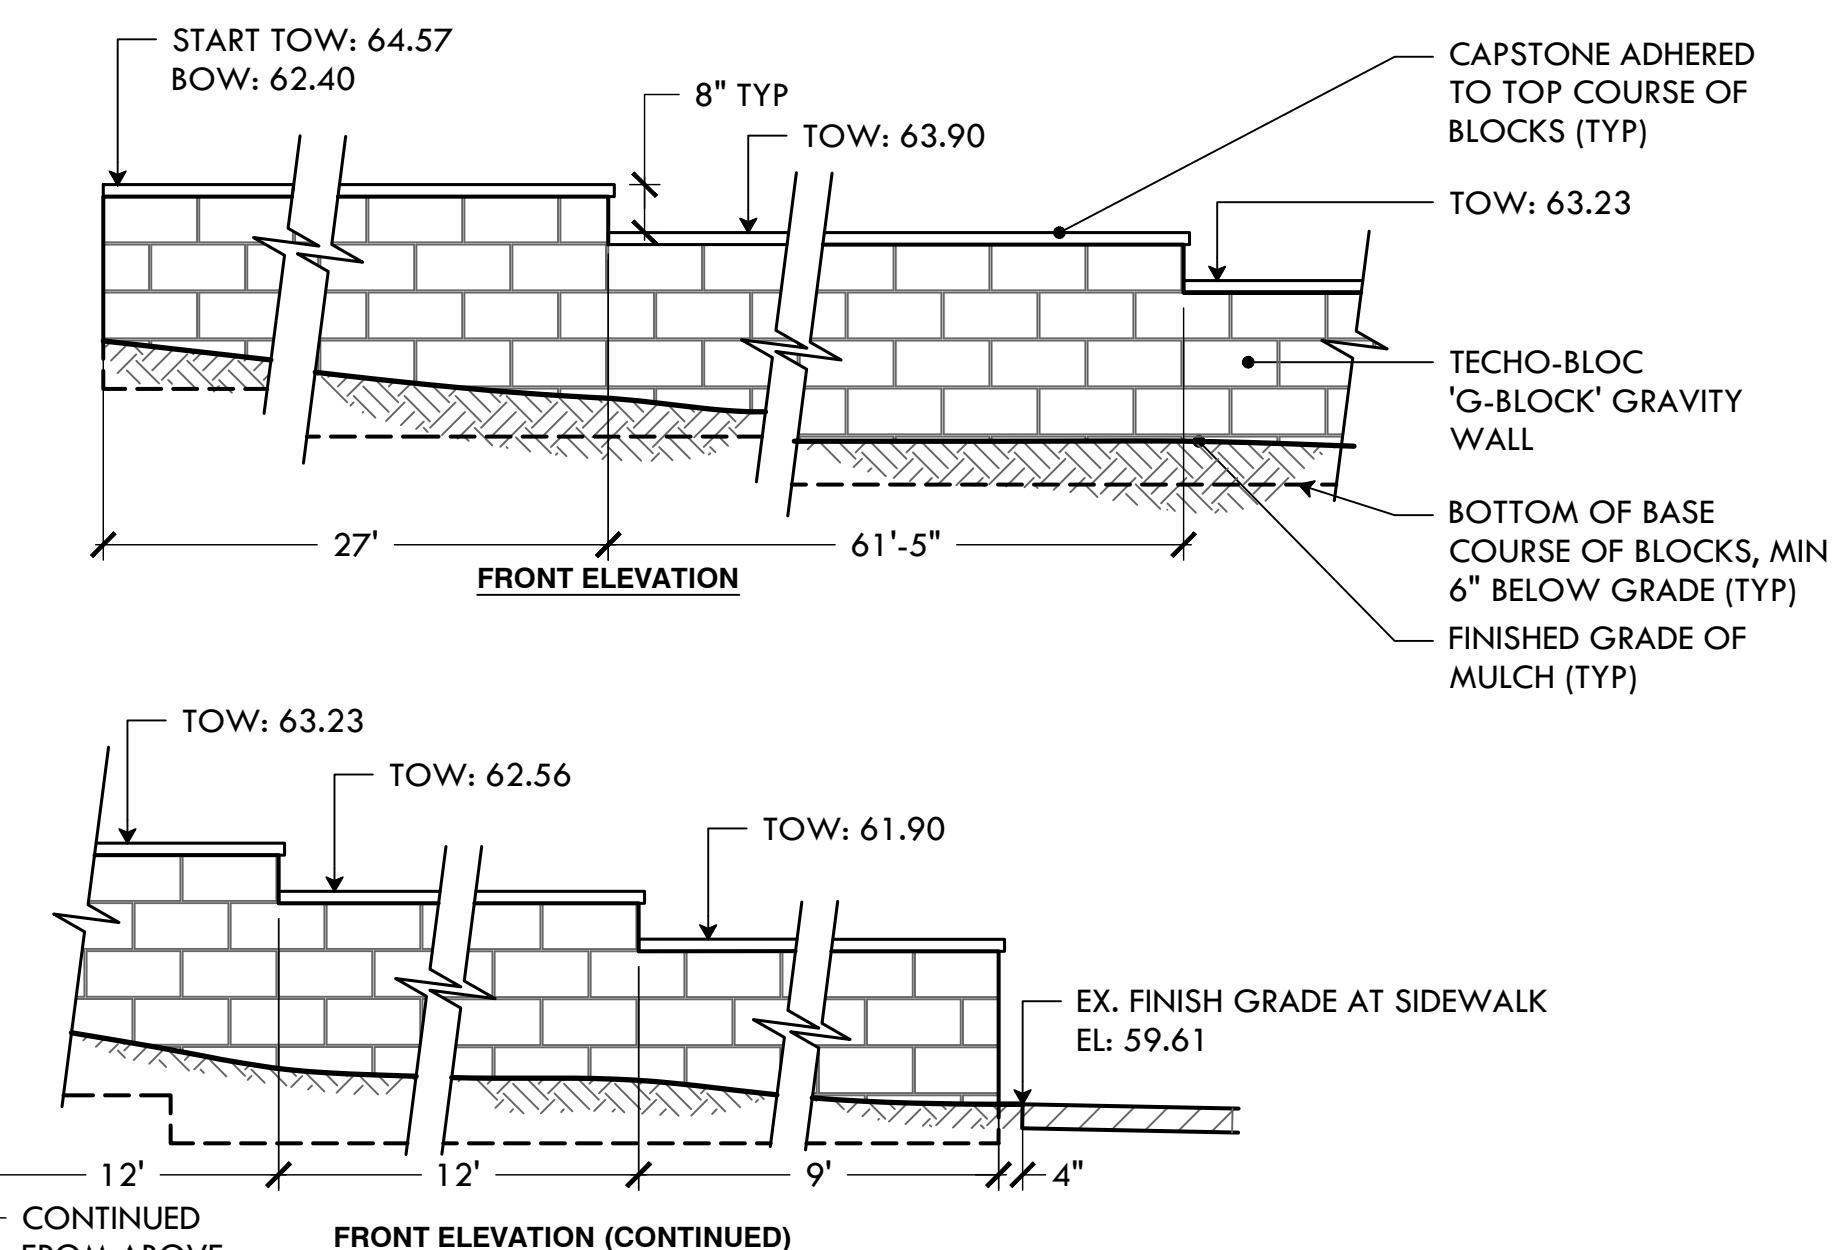 START TOW: 64.57
BOW: 62.40
8" TYP
TOW: 63.90
CAPSTONE ADHERED
TO TOP COURSE OF
BLOCKS (TYP)
TOW: 63.23
TECHO-BLOC
'G-BLOCK' GRAVITY
WALL
BOTTOM OF BASE
COURSE OF BLOCKS, MIN
6" BELOW GRADE (TYP)
FINISHED GRADE OF
MULCH (TYP)
27'
61'-5"
FRONT ELEVATION
TOW: 63.23
TOW: 62.56
TOW: 61.90
EX. FINISH GRADE AT SIDEWALK
EL: 59.61
12'
12'
9'
4"
CONTINUED
FROM ABOVE
FRONT ELEVATION (CONTINUED)